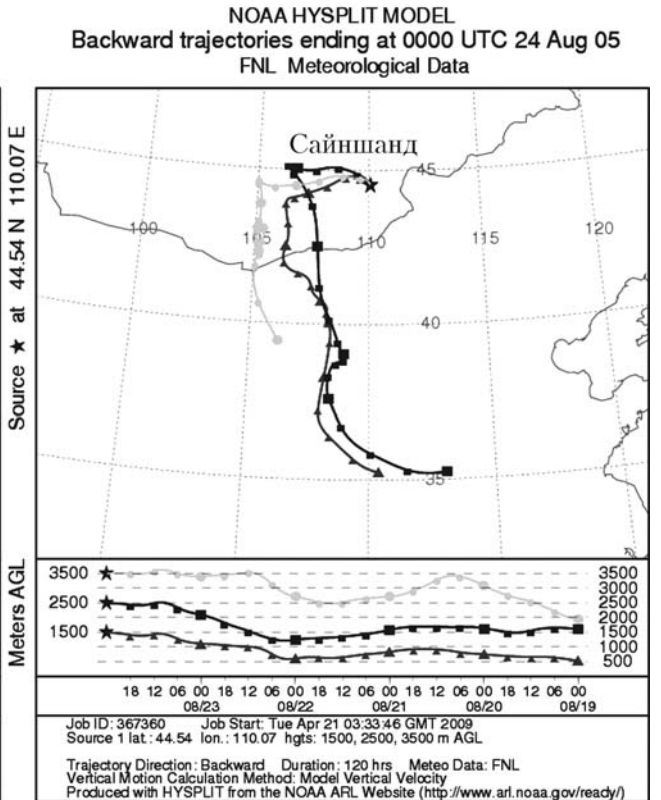 NOAA HYSPLIT MODEL
Backward trajectories ending at 0000 UTC 24 Aug 05
FNL Meteorological Data
Source ★ at 44.54 N 110.07 E
Сайншанд
45
100
105
110
115
120
40
35
Meters AGL
3500
2500
1500
3500
3000
2500
2000
1500
1000
500
18 12 06 00 18 12 06 00 18 12 06 00 18 12 06 00 18 12 06 00
08/23 08/22 08/21 08/20 08/19
Job ID: 367360 Job Start: Tue Apr 21 03:33:46 GMT 2009
Source 1 lat.: 44.54 lon.: 110.07 hgts: 1500, 2500, 3500 m AGL
Trajectory Direction: Backward Duration: 120 hrs Meteo Data: FNL
Vertical Motion Calculation Method: Model Vertical Velocity
Produced with HYSPLIT from the NOAA ARL Website (http://www.arl.noaa.gov/ready/)